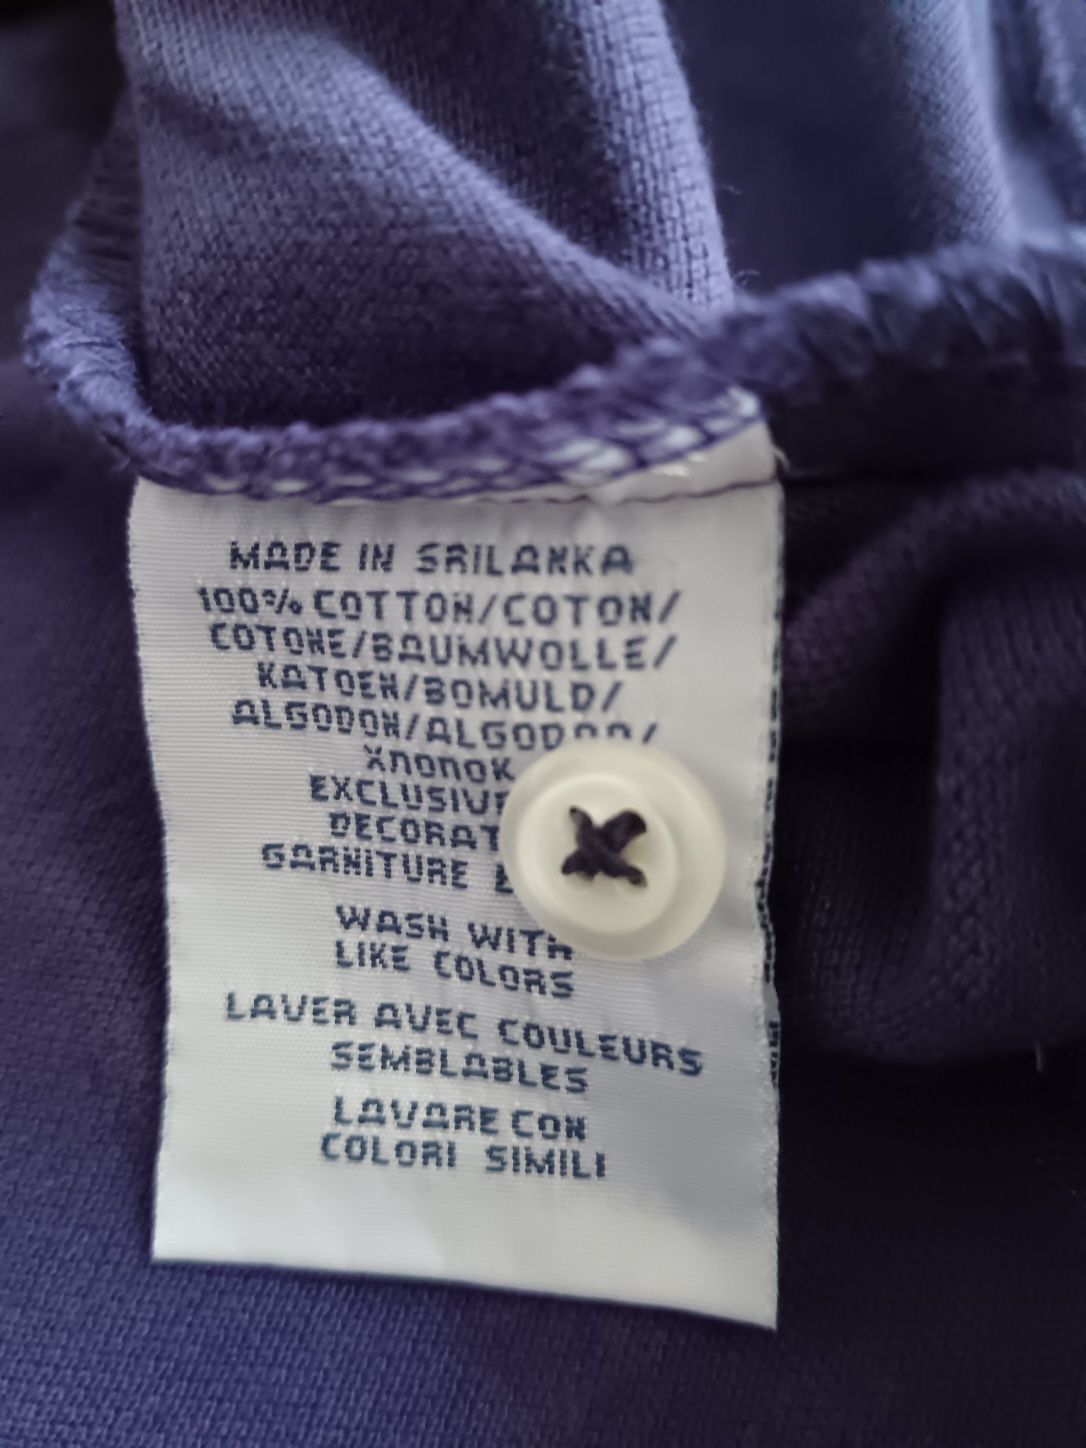 MADE IN SRILANKA
100% COTTON/COTON/
COTONE/BAUMWOLLE/
KATOEN/BOMULD/
ALGODON/ALGODAO/
Xnonok
EXCLUSIVE
DECORAT
GARNITURE
WASH WITH
LIKE COLORS
LAVER AVEC COULEURS
SEMBLABLES
LAVARE CON
COLORI SIMILI